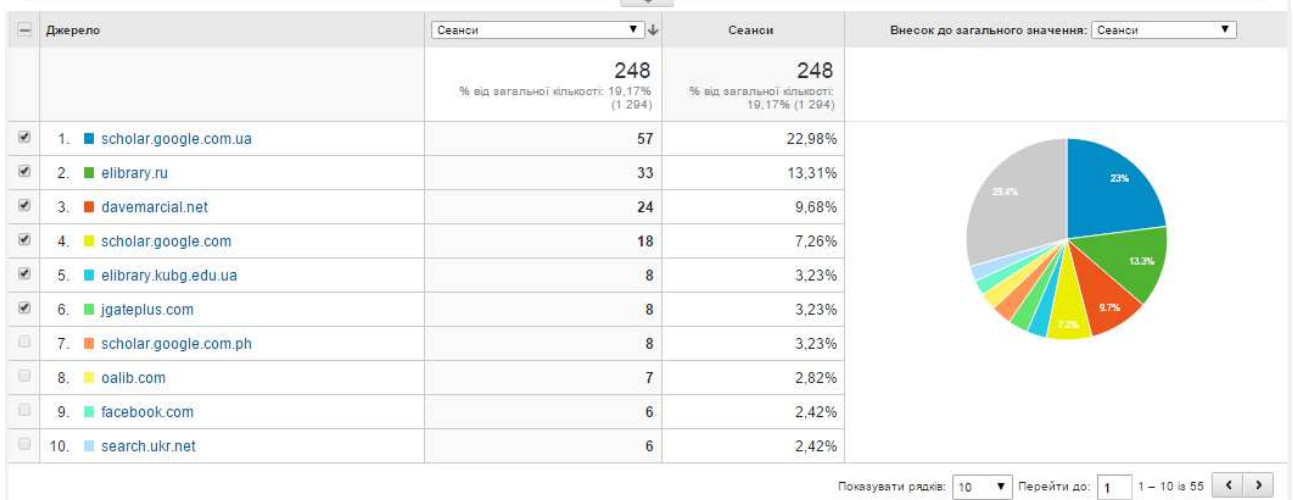 Джерело Сеанси Сеанси Внесок до загального значення: Сеанси
248 248
% від загальної кількості: 19,17% (1 294) % від загальної кількості: 19,17% (1 294)
1. scholar.google.com.ua 57 22,98%
2. elibrary.ru 33 13,31%
3. davemarcial.net 24 9,68%
4. scholar.google.com 18 7,26%
5. elibrary.kubg.edu.ua 8 3,23%
6. jgateplus.com 8 3,23%
7. scholar.google.com.ph 8 3,23%
8. oalib.com 7 2,82%
9. facebook.com 6 2,42%
10. search.ukr.net 6 2,42%
23%
29.4%
13.3%
9.7%
7.3%
Показувати рядків: 10 Перейти до: 1 1 – 10 із 55